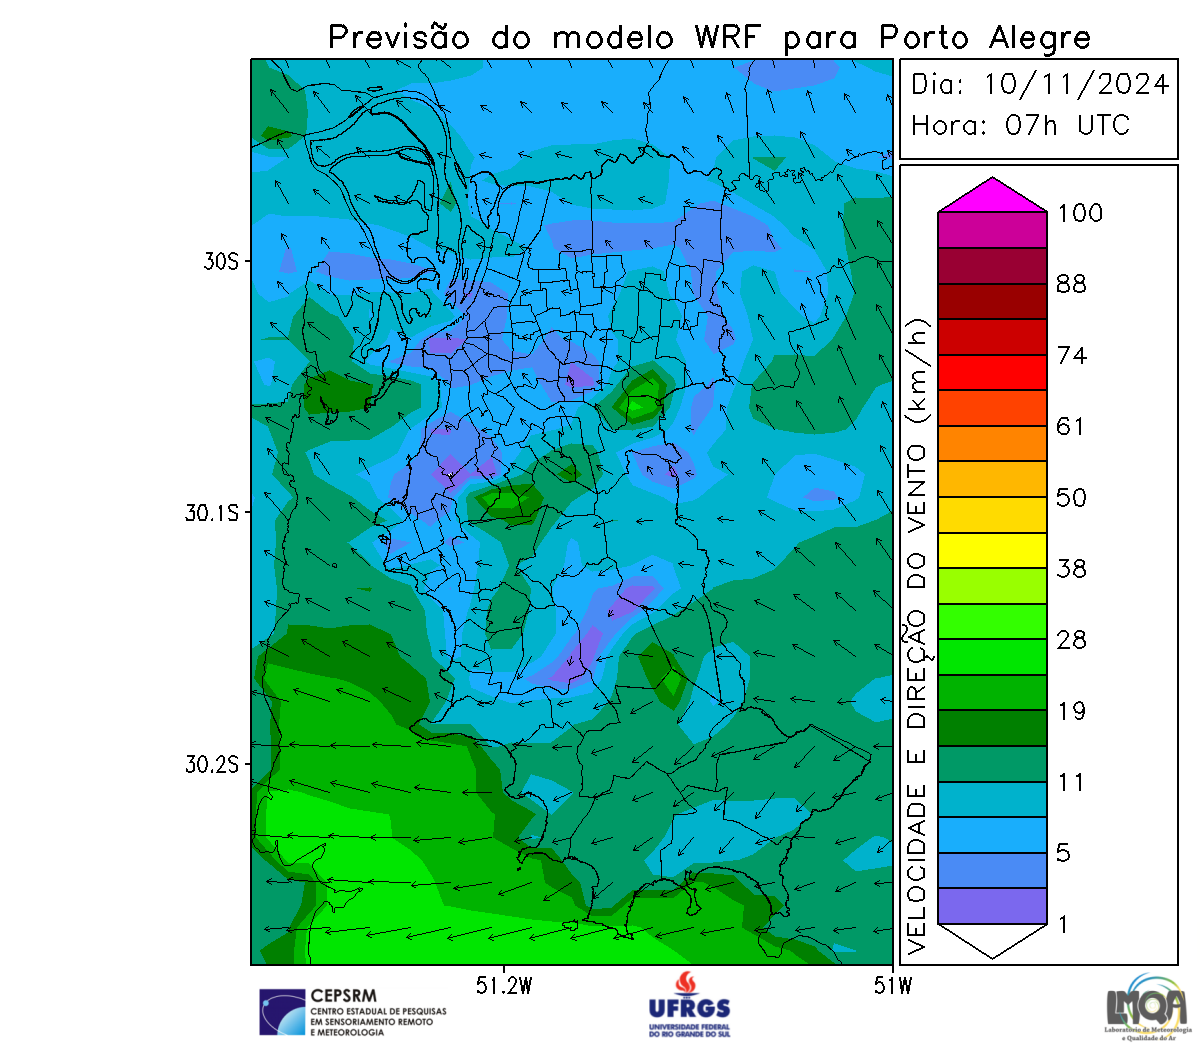 Previsão do modelo WRF para Porto Alegre
Dia: 10/11/2024
Hora: 07h UTC
30S
30.1S
30.2S
51.2W
51W
VELOCIDADE E DIREÇÃO DO VENTO (km/h)
100
88
74
61
50
38
28
19
11
5
1
CEPSRM
CENTRO ESTADUAL DE PESQUISAS
EM SENSORIAMENTO REMOTO
E METEOROLOGIA
UFRGS
UNIVERSIDADE FEDERAL
DO RIO GRANDE DO SUL
LMQA
Laboratório de Meteorologia
e Qualidade do Ar